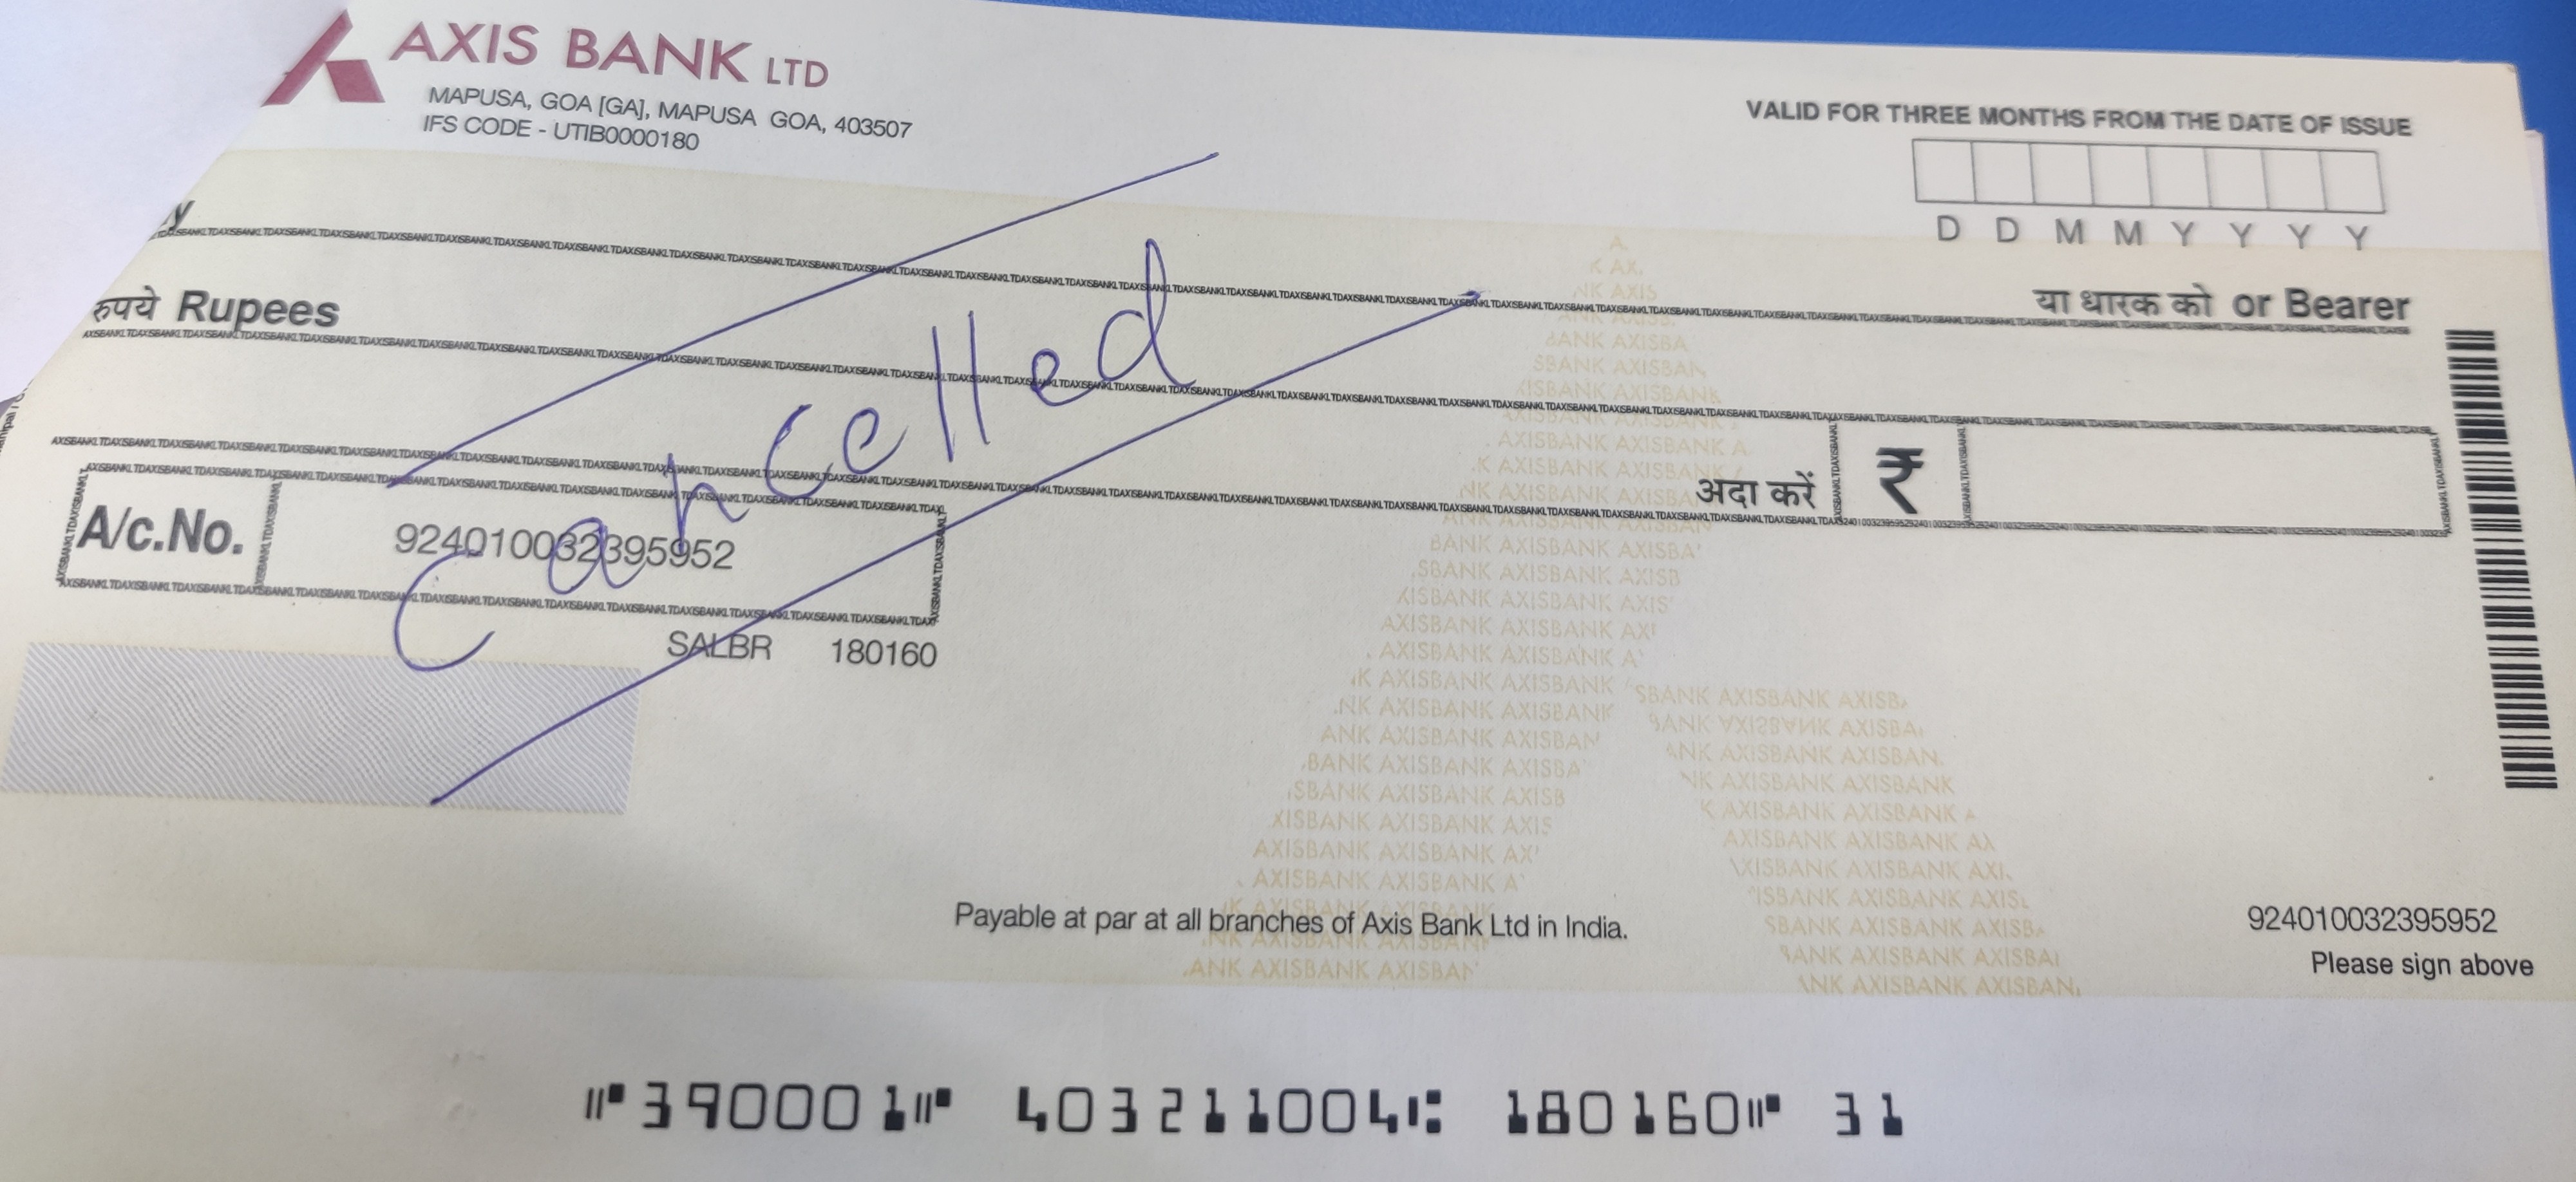 AXIS BANK LTD
MAPUSA, GOA [GA], MAPUSA GOA, 403507
IFS CODE - UTIB0000180
VALID FOR THREE MONTHS FROM THE DATE OF ISSUE
D D M M Y Y Y Y
या धारक को or Bearer
रुपये Rupees
अदा करें ₹
Cancelled
A/c.No. 924010032395952
SALBR 180160
Payable at par at all branches of Axis Bank Ltd in India.
924010032395952
Please sign above
⑈390001⑈ 403211004⑆ 180160⑈ 31